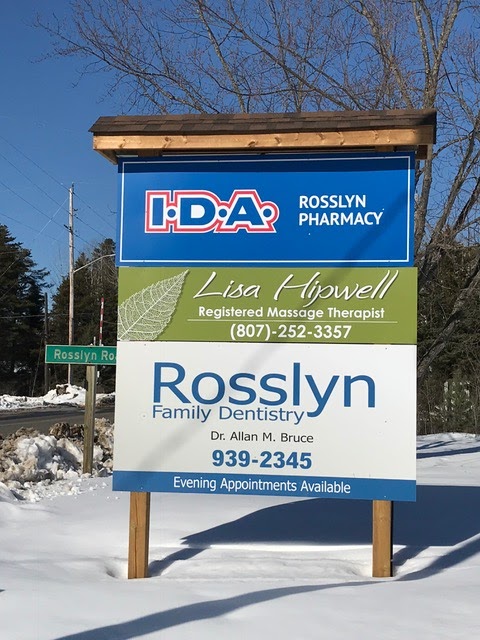 I·D·A·
ROSSLYN
PHARMACY
Lisa Hipwell
Registered Massage Therapist
(807)-252-3357
Rosslyn Ro
Rosslyn
Family Dentistry
Dr. Allan M. Bruce
939-2345
Evening Appointments Available